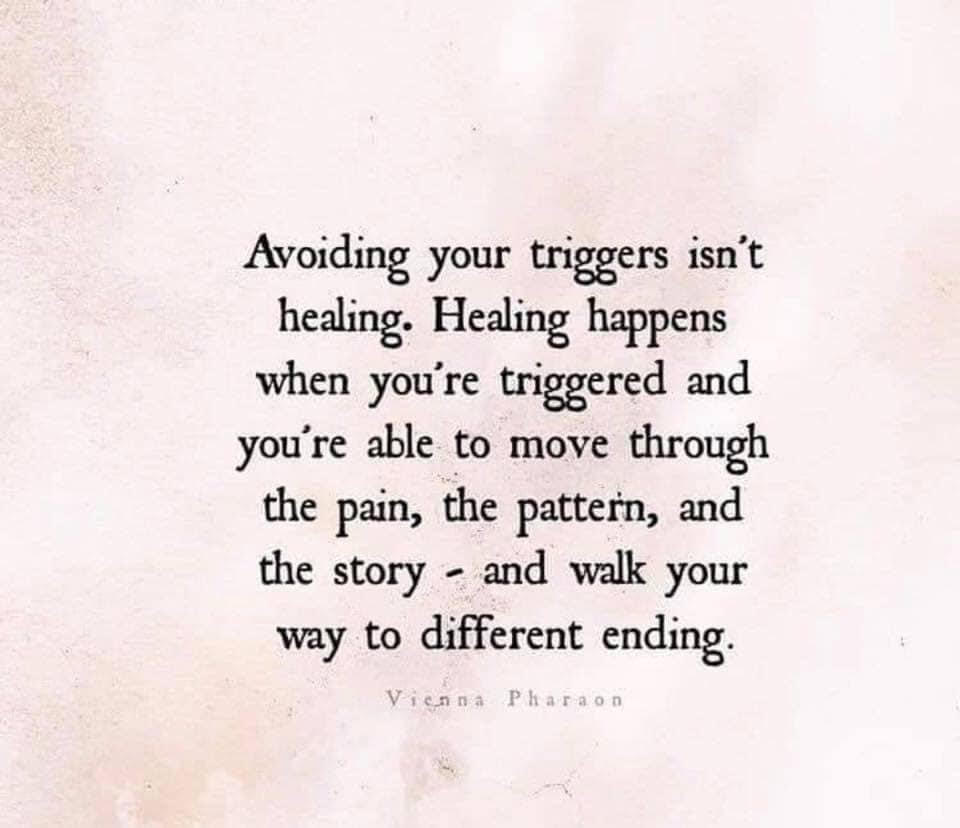 Avoiding your triggers isn't
healing. Healing happens
when you're triggered and
you're able to move through
the pain, the pattern, and
the story - and walk your
way to different ending.
Vienna Pharaon